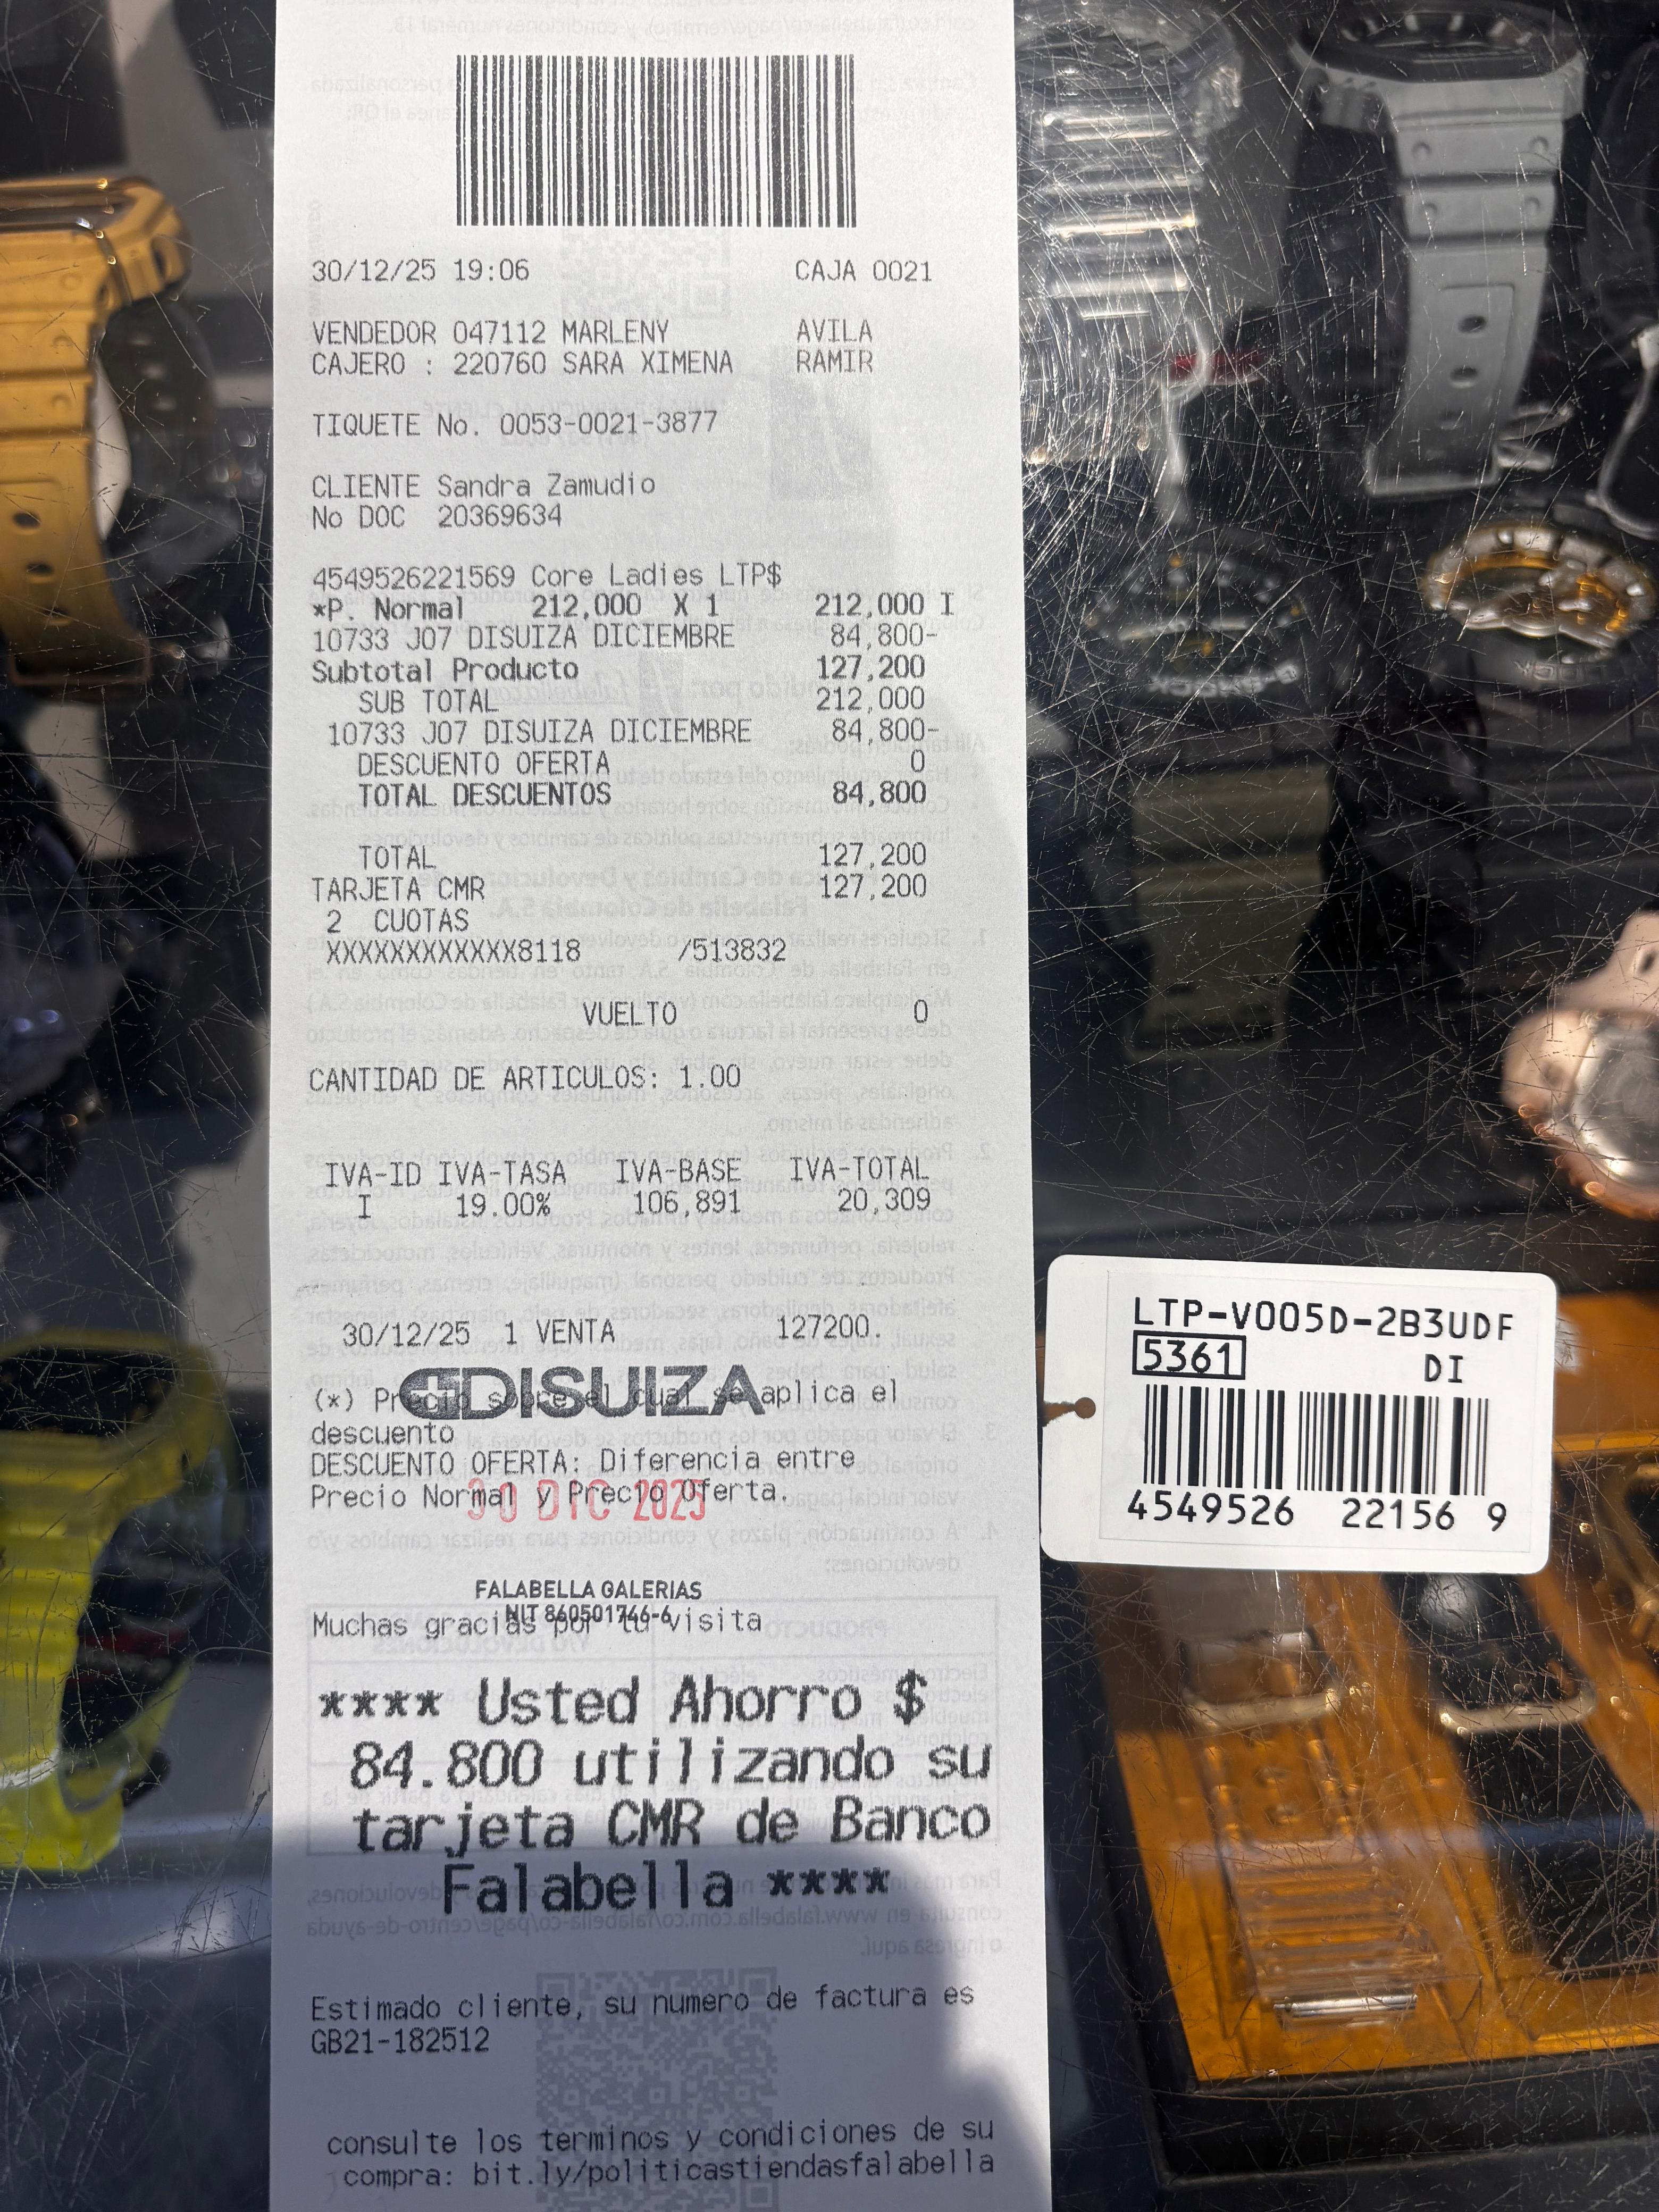 30/12/25 19:06 CAJA 0021
VENDEDOR 047112 MARLENY AVILA
CAJERO : 220760 SARA XIMENA RAMIR
TIQUETE No. 0053-0021-3877
CLIENTE Sandra Zamudio
No DOC 20369634
4549526221569 Core Ladies LTP$
*P. Normal 212,000 X 1 212,000 I
10733 J07 DISUIZA DICIEMBRE 84,800-
Subtotal Producto 127,200
SUB TOTAL 212,000
10733 J07 DISUIZA DICIEMBRE 84,800-
DESCUENTO OFERTA 0
TOTAL DESCUENTOS 84,800
TOTAL 127,200
TARJETA CMR 127,200
2 CUOTAS
XXXXXXXXXXXX8118 /513832
VUELTO 0
CANTIDAD DE ARTICULOS: 1.00
IVA-ID IVA-TASA IVA-BASE IVA-TOTAL
I 19.00% 106,891 20,309
30/12/25 1 VENTA 127200.
DISUIZA
(*) Precio sobre el cual se aplica el
descuento
DESCUENTO OFERTA: Diferencia entre
Precio Normal y Precio Oferta.
30 DIC 2025
FALABELLA GALERIAS
NIT 860501746-6
Muchas gracias por tu visita
**** Usted Ahorro $
84.800 utilizando su
tarjeta CMR de Banco
Falabella ****
Estimado cliente, su numero de factura es
GB21-182512
consulte los terminos y condiciones de su
compra: bit.ly/politicastiendasfalabella
LTP-V005D-2B3UDF
5361 DI
4549526 22156 9